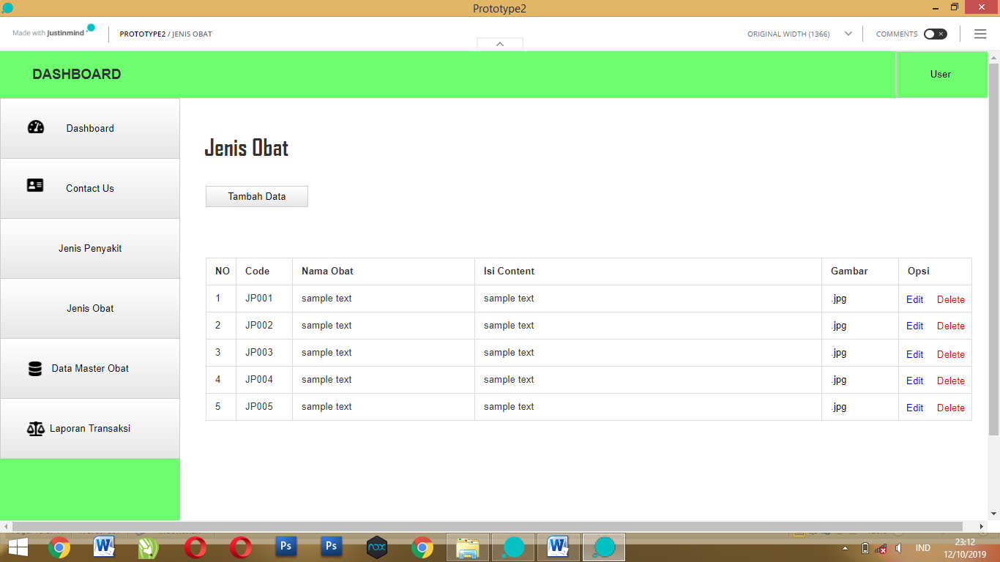 Prototype2
Made with Justinmind
PROTOTYPE2 / JENIS OBAT
ORIGINAL WIDTH (1366)
COMMENTS
DASHBOARD
User
Dashboard
Contact Us
Jenis Penyakit
Jenis Obat
Data Master Obat
Laporan Transaksi
Jenis Obat
Tambah Data
NO Code Nama Obat Isi Content Gambar Opsi
1 JP001 sample text sample text .jpg Edit Delete
2 JP002 sample text sample text .jpg Edit Delete
3 JP003 sample text sample text .jpg Edit Delete
4 JP004 sample text sample text .jpg Edit Delete
5 JP005 sample text sample text .jpg Edit Delete
W
Ps
Ps
nox
W
IND
23:12
12/10/2019